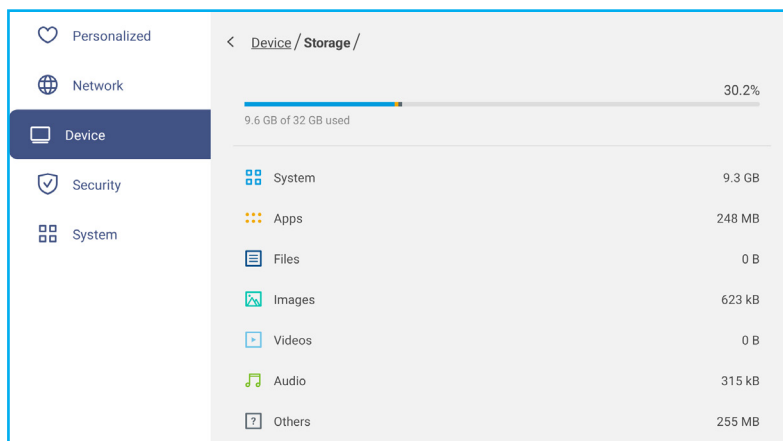 Personalized
Network
Device
Security
System
Device / Storage /
30.2%
9.6 GB of 32 GB used
System 9.3 GB
Apps 248 MB
Files 0 B
Images 623 kB
Videos 0 B
Audio 315 kB
? Others 255 MB